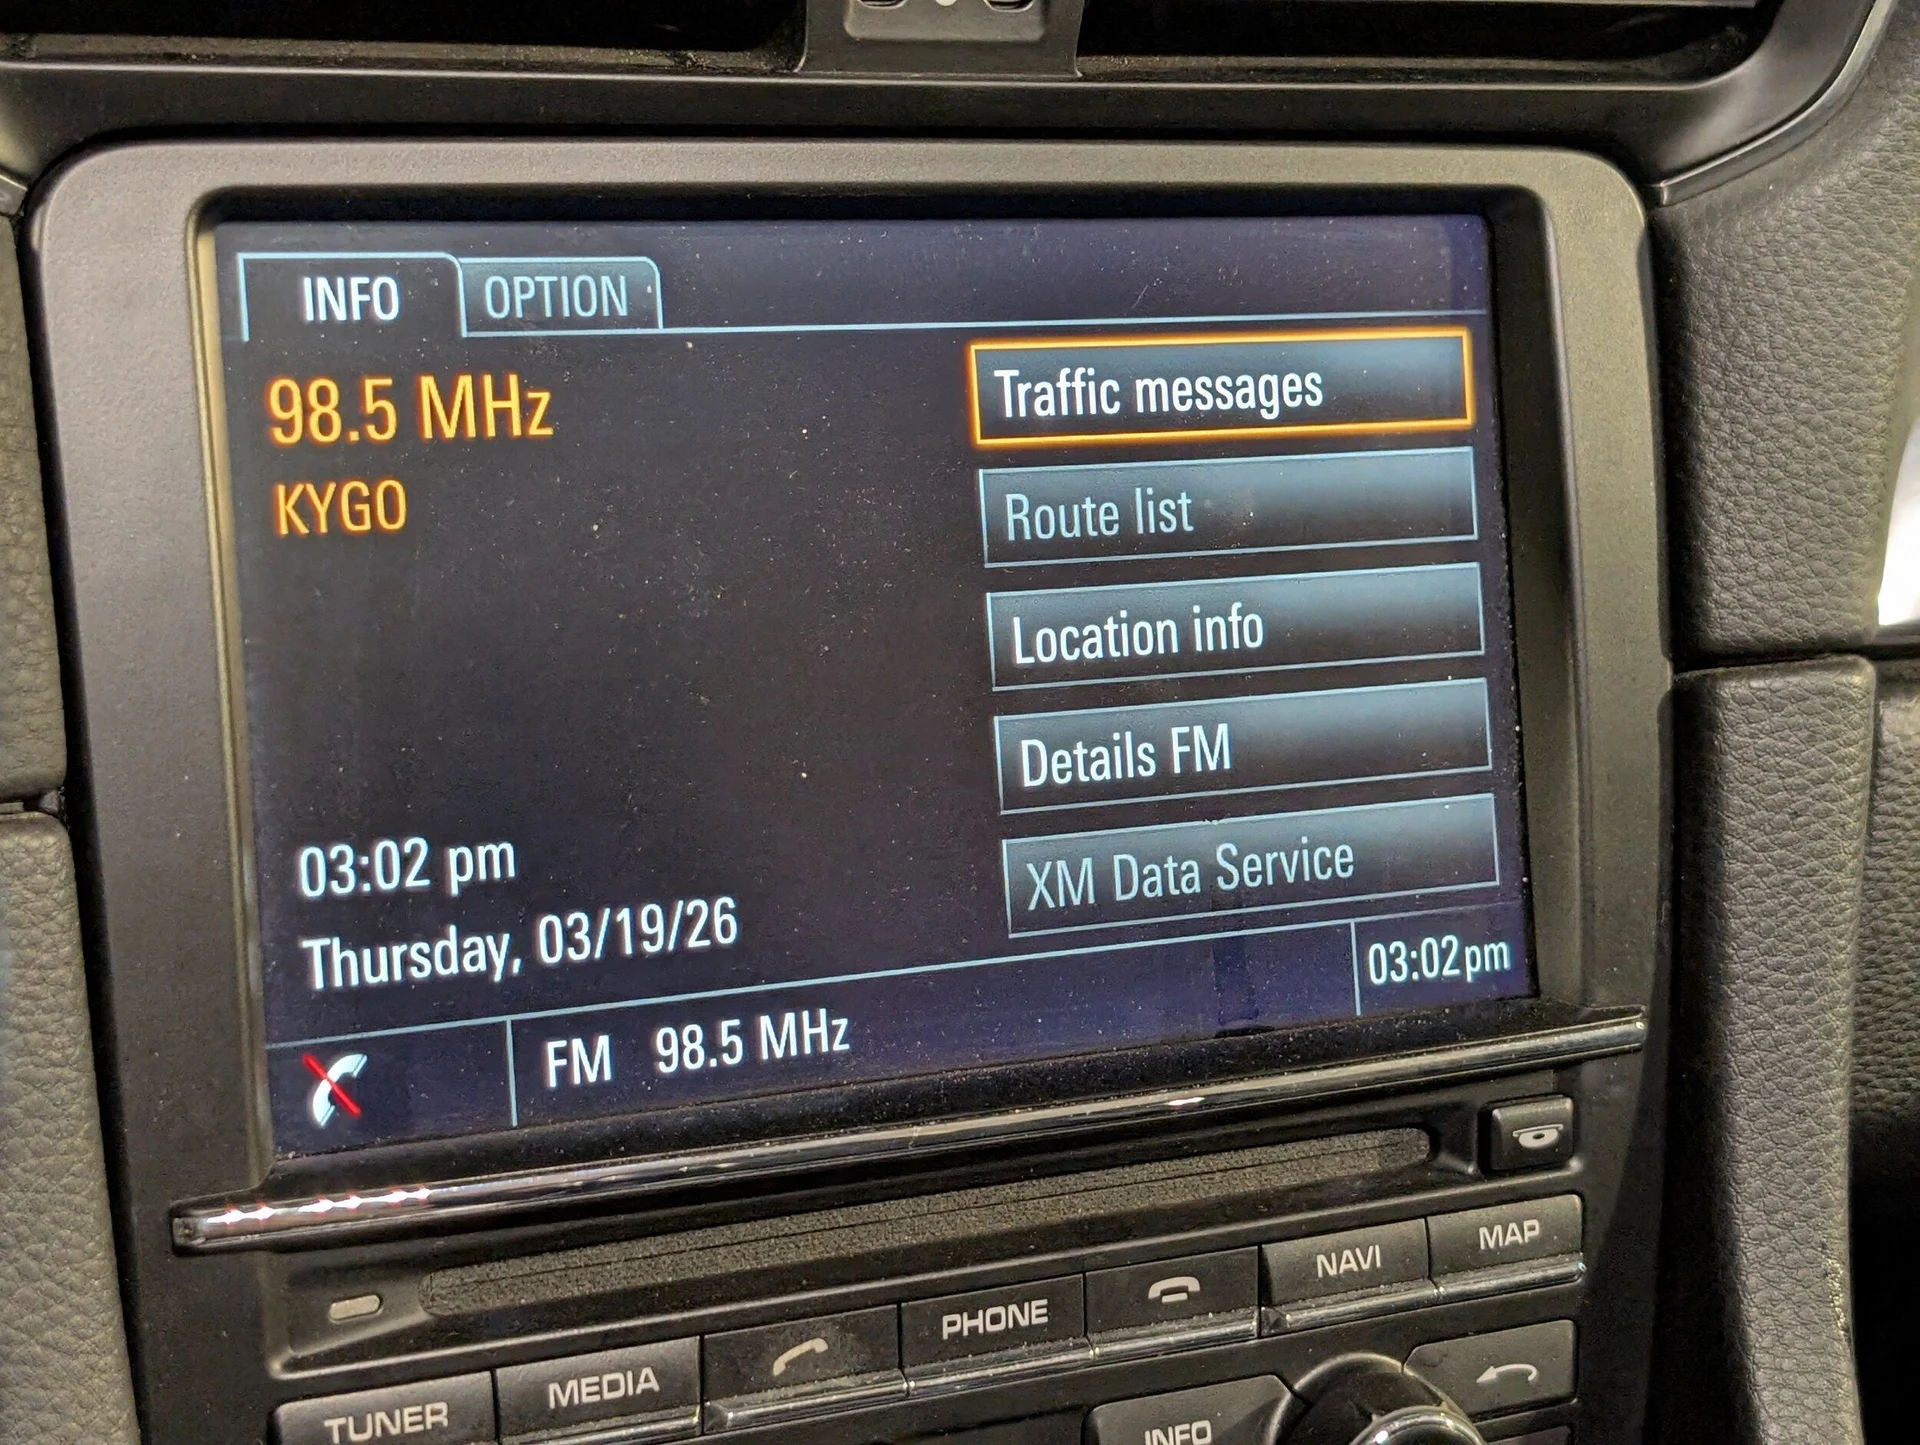 INFO
OPTION
98.5 MHz
KYGO
Traffic messages
Route list
Location info
Details FM
XM Data Service
03:02 pm
Thursday, 03/19/26
FM 98.5 MHz
03:02pm
TUNER
MEDIA
PHONE
NAVI
MAP
INFO